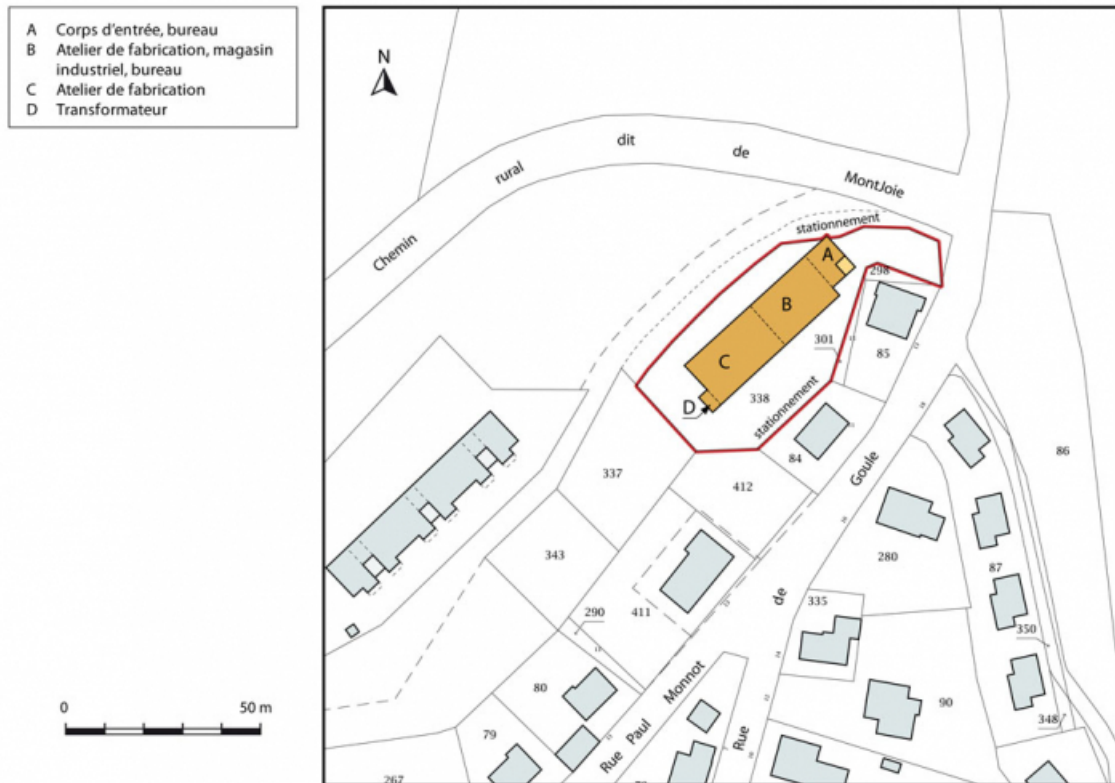 A Corps d'entrée, bureau
B Atelier de fabrication, magasin
industriel, bureau
C Atelier de fabrication
D Transformateur
N
Chemin rural dit de MontJoie
stationnement
A
298
B
301
85
C
338
D
stationnement
84
86
337
412
Goule
343
280
87
de
335
290
411
350
80
Monnot
90
348
79
Paul
Rue
Rue
267
0 50 m